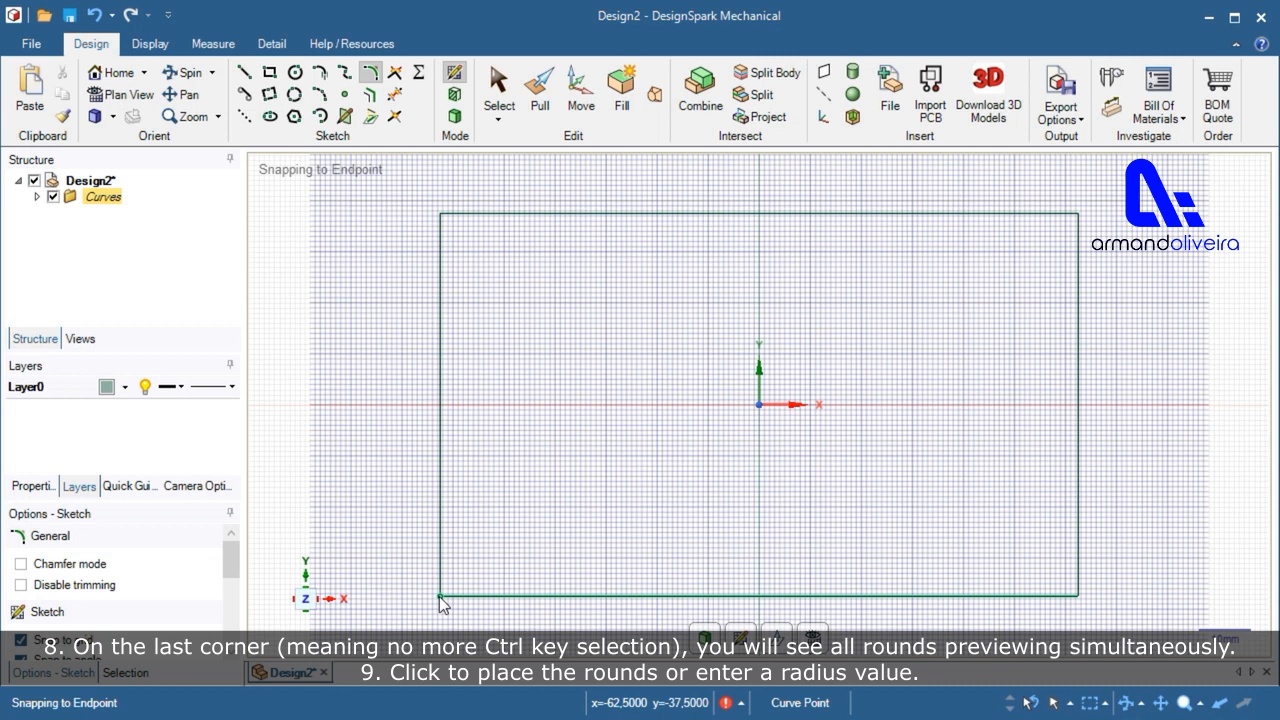 Design2 - DesignSpark Mechanical
File Design Display Measure Detail Help / Resources
Home Spin Split Body
Plan View Pan Split
Zoom Project
Paste Select Pull Move Fill Combine File Import PCB Download 3D Models Export Options Bill Of Materials BOM Quote
3D
Clipboard Orient Sketch Mode Edit Intersect Insert Output Investigate Order
Structure
Design2*
Curves
Structure Views
Layers
Layer0
Properti... Layers Quick Gui... Camera Opti...
Options - Sketch
General
Chamfer mode
Disable trimming
Sketch
Snap to grid
Options - Sketch Selection
Snapping to Endpoint
armandoliveira
Y
X
Y
Z X
10mm
8. On the last corner (meaning no more Ctrl key selection), you will see all rounds previewing simultaneously.
9. Click to place the rounds or enter a radius value.
Design2*
Snapping to Endpoint x=-62,5000 y=-37,5000 Curve Point